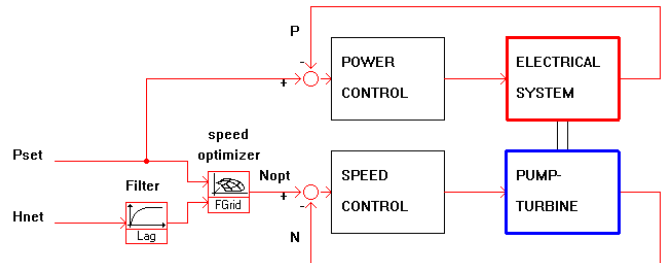 P
-
+
POWER
CONTROL
ELECTRICAL
SYSTEM
speed
optimizer
Pset
Filter
FGrid
Nopt
+
-
SPEED
CONTROL
PUMP-
TURBINE
Hnet
Lag
N